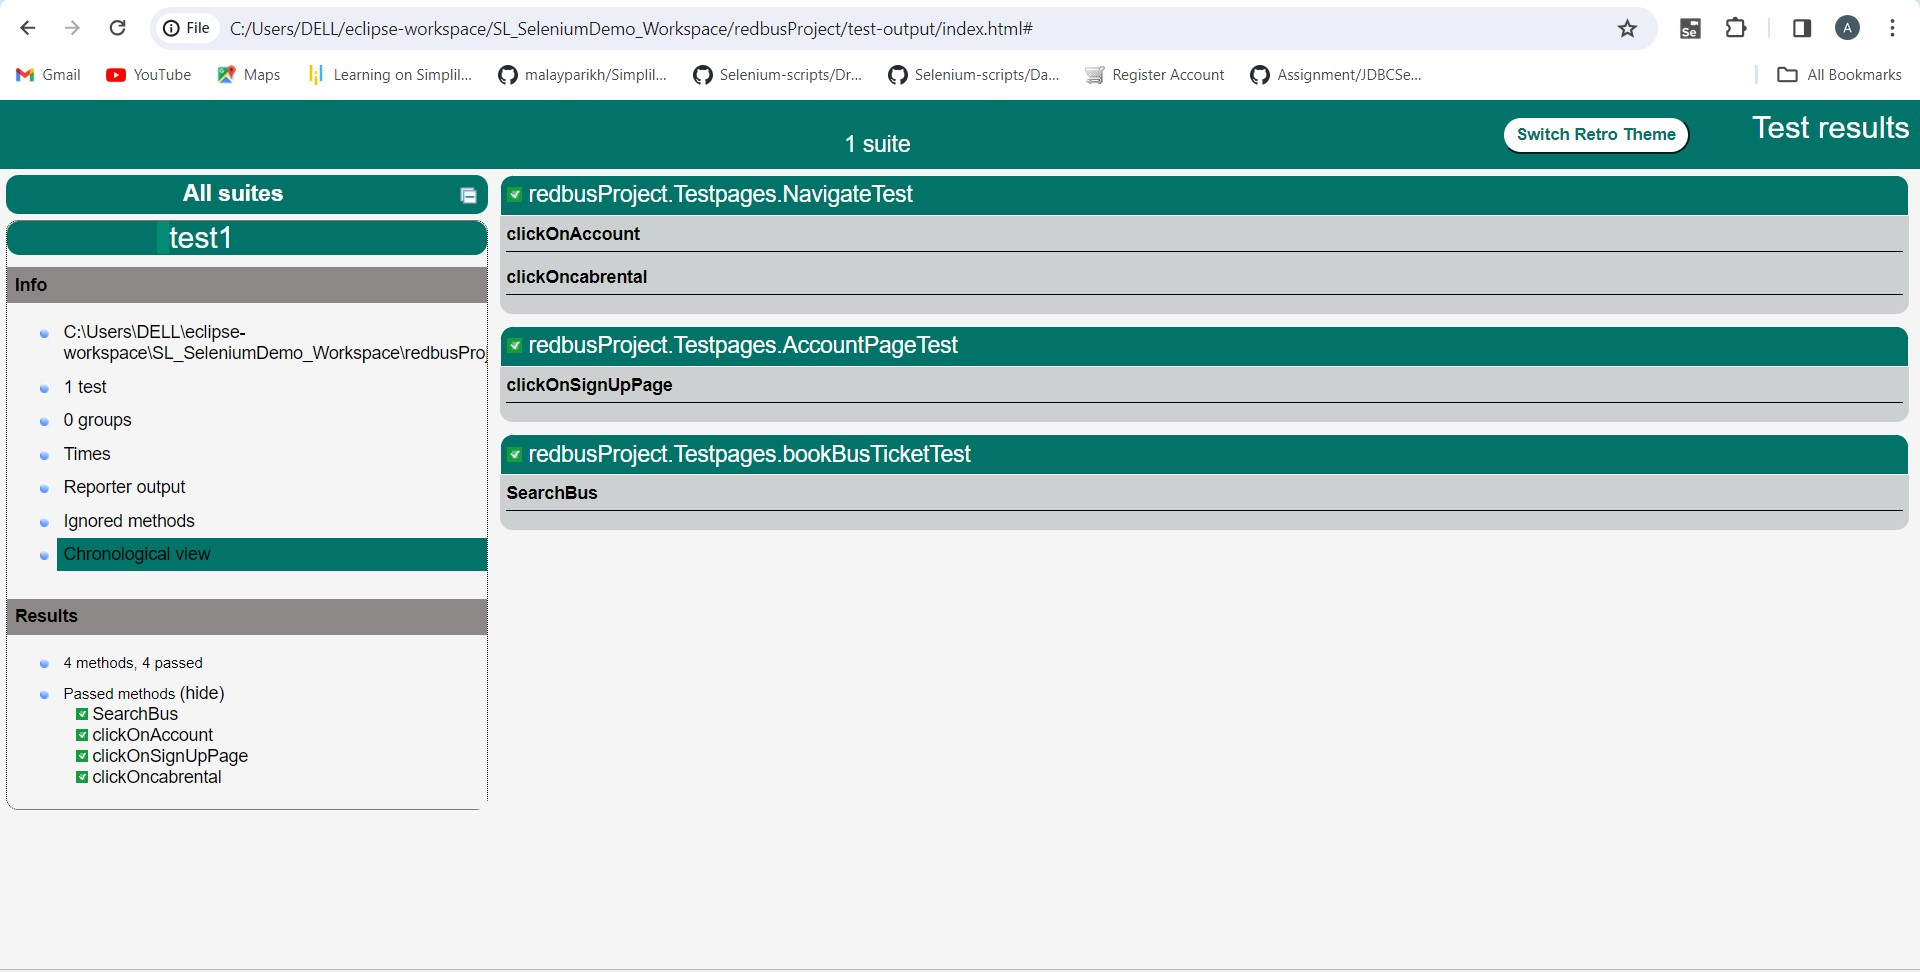 File C:/Users/DELL/eclipse-workspace/SL_SeleniumDemo_Workspace/redbusProject/test-output/index.html#
Se
A
Gmail YouTube Maps Learning on Simplil... malayparikh/Simplil... Selenium-scripts/Dr... Selenium-scripts/Da... Register Account Assignment/JDBCSe... All Bookmarks
1 suite
Switch Retro Theme
Test results
All suites
test1
Info
C:\Users\DELL\eclipse-
workspace\SL_SeleniumDemo_Workspace\redbusProj
1 test
0 groups
Times
Reporter output
Ignored methods
Chronological view
Results
4 methods, 4 passed
Passed methods (hide)
SearchBus
clickOnAccount
clickOnSignUpPage
clickOncabrental
redbusProject.Testpages.NavigateTest
clickOnAccount
clickOncabrental
redbusProject.Testpages.AccountPageTest
clickOnSignUpPage
redbusProject.Testpages.bookBusTicketTest
SearchBus